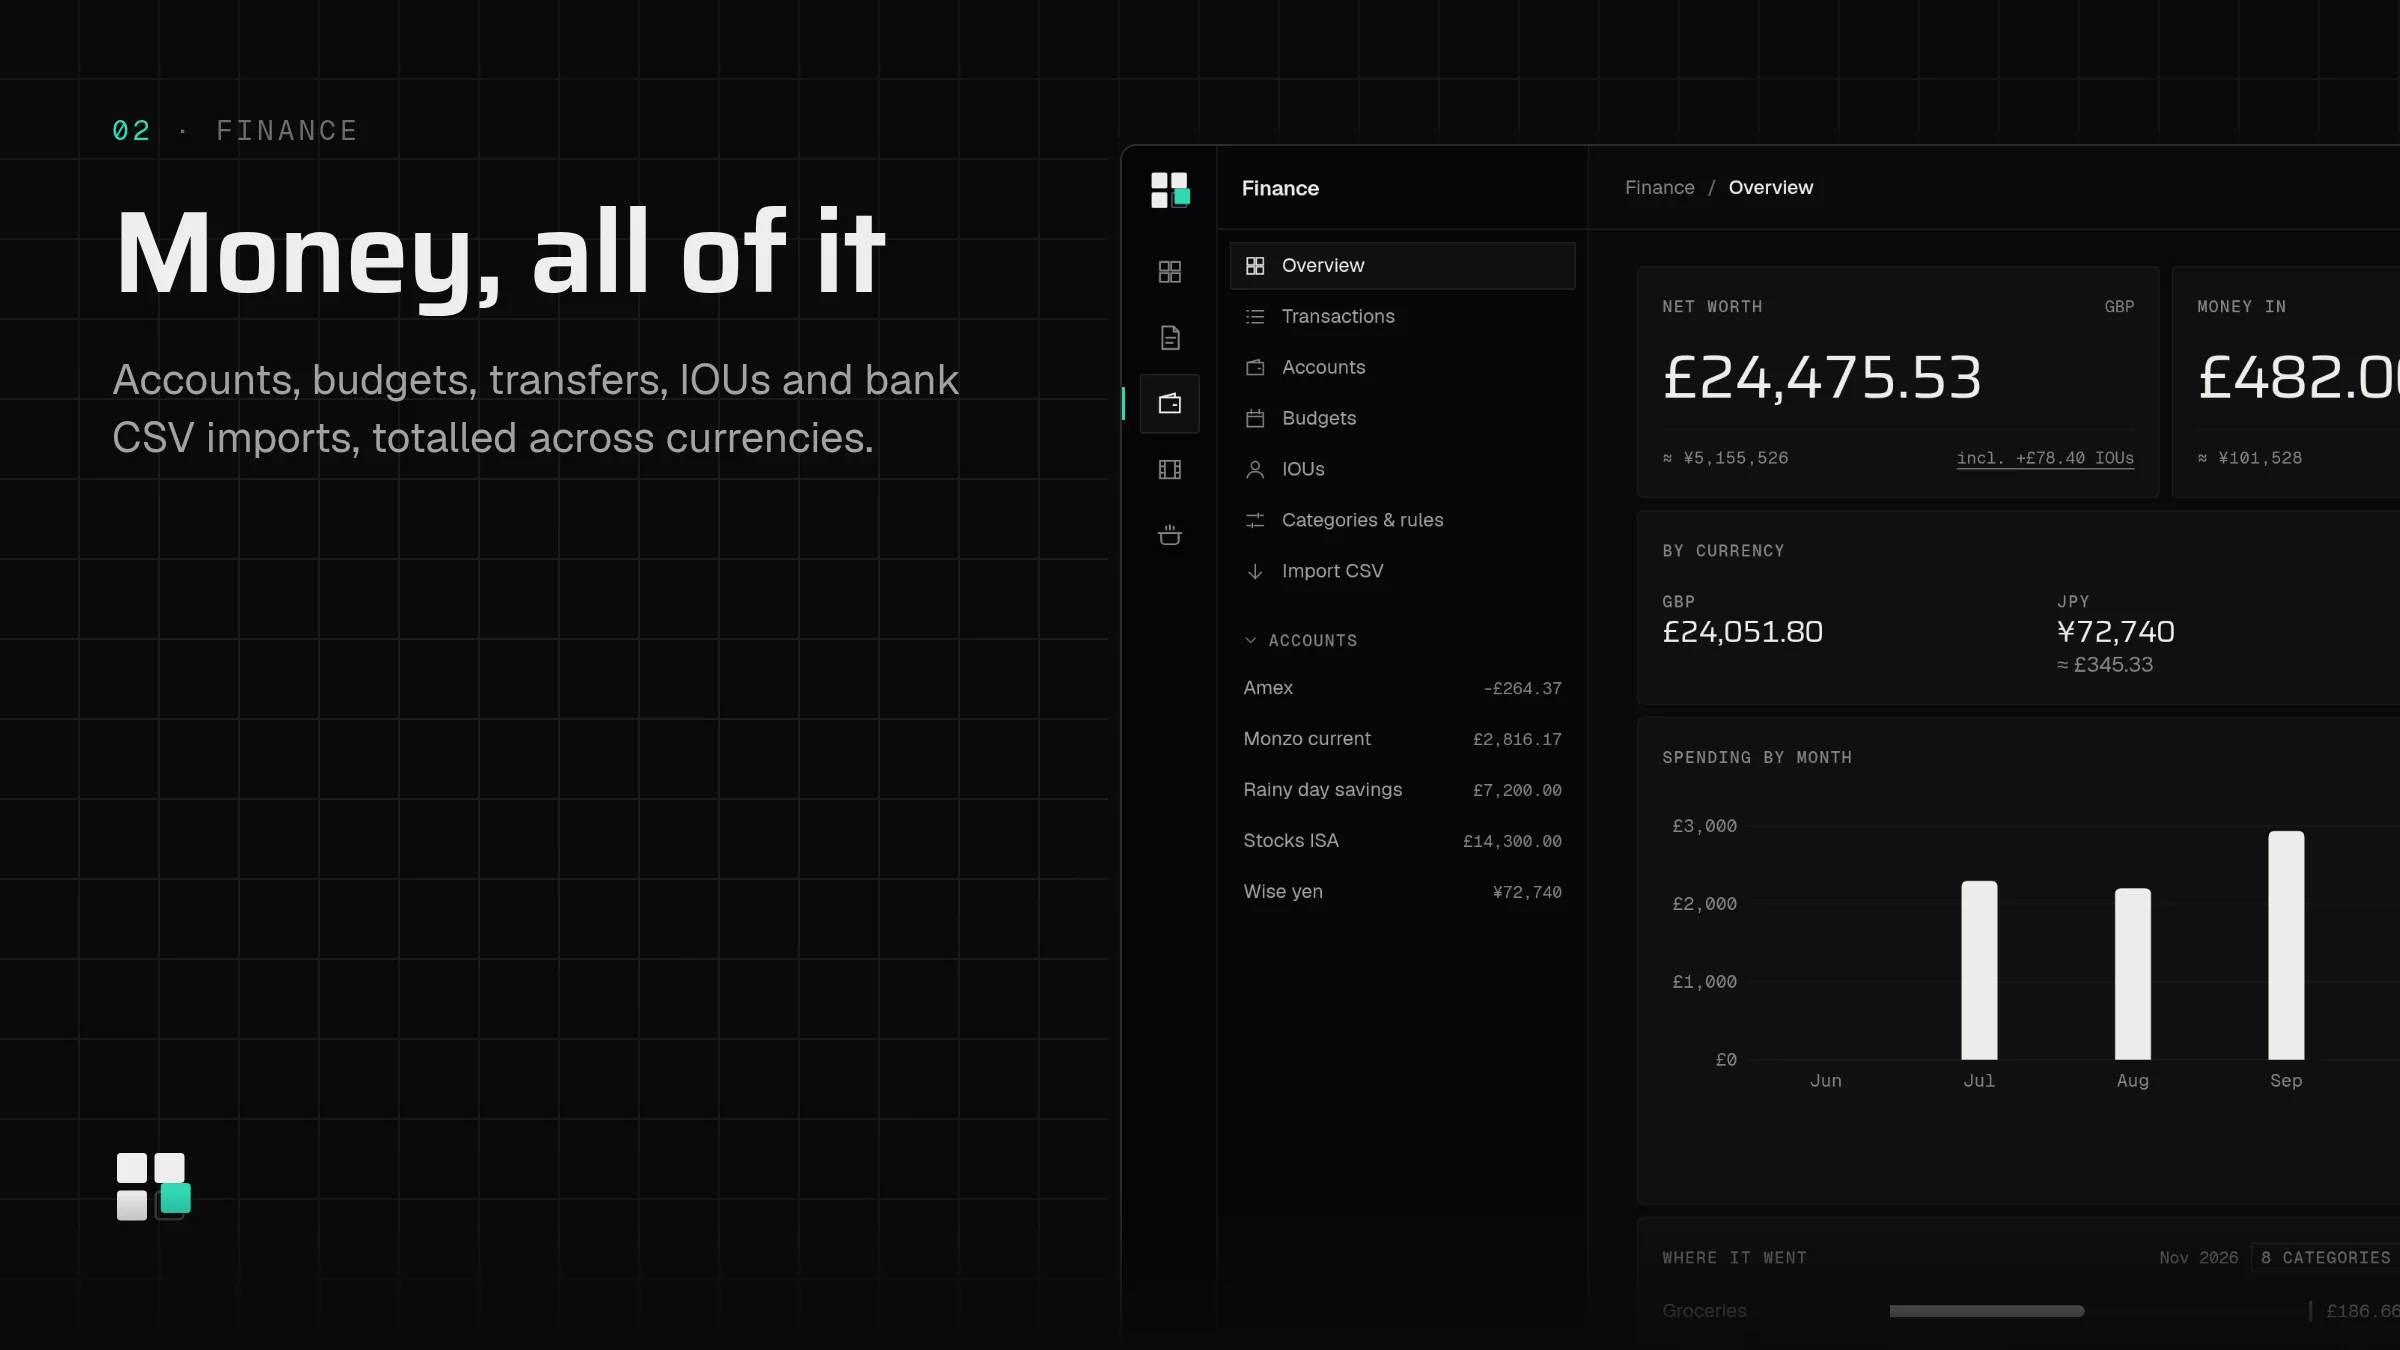 02 · FINANCE
Money, all of it
Accounts, budgets, transfers, IOUs and bank
CSV imports, totalled across currencies.
Finance
Overview
Transactions
Accounts
Budgets
IOUs
Categories & rules
Import CSV
ACCOUNTS
Amex -£264.37
Monzo current £2,816.17
Rainy day savings £7,200.00
Stocks ISA £14,300.00
Wise yen ¥72,740
Finance / Overview
NET WORTH GBP
£24,475.53
≈ ¥5,155,526 incl. +£78.40 IOUs
MONEY IN
£482.0
≈ ¥101,528
BY CURRENCY
GBP
£24,051.80
JPY
¥72,740
≈ £345.33
SPENDING BY MONTH
£3,000
£2,000
£1,000
£0
Jun Jul Aug Sep
WHERE IT WENT Nov 2026 8 CATEGORIES
Groceries £186.66